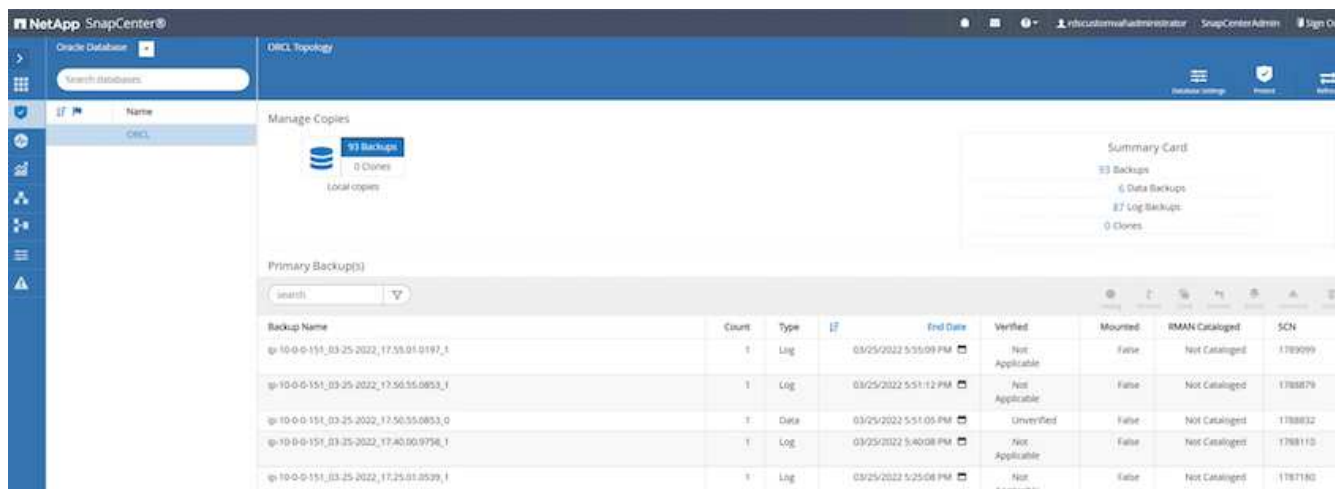 NetApp SnapCenter®
SnapCenterAdmin Sign O
Oracle Database
ORCL Topology
Search databases
Database Settings Protect
Name
ORCL
Manage Copies
93 Backups
0 Clones
Local copies
Summary Card
93 Backups
6 Data Backups
87 Log Backups
0 Clones
Primary Backup(s)
search
Backup Name Count Type End Date Verified Mounted RMAN Cataloged SCN
ip-10-0-0-151_03-25-2022_17.55.01.0197_1 1 Log 03/25/2022 5:55:09 PM Not Applicable False Not Cataloged 1789099
ip-10-0-0-151_03-25-2022_17.50.55.0853_1 1 Log 03/25/2022 5:51:12 PM Not Applicable False Not Cataloged 1788879
ip-10-0-0-151_03-25-2022_17.50.55.0853_0 1 Data 03/25/2022 5:51:05 PM Unverified False Not Cataloged 1788832
ip-10-0-0-151_03-25-2022_17.40.00.9758_1 1 Log 03/25/2022 5:40:08 PM Not Applicable False Not Cataloged 1788110
ip-10-0-0-151_03-25-2022_17.25.01.0539_1 1 Log 03/25/2022 5:25:08 PM Not False Not Cataloged 1787180